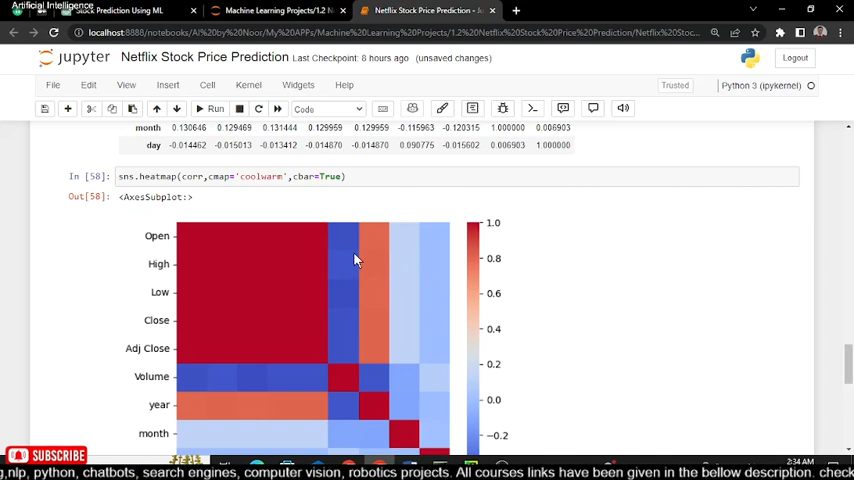 Artificial Intelligence
Stock Prediction Using ML
Machine Learning Projects/1.2 N
Netflix Stock Price Prediction - Ju
localhost:8888/notebooks/AI%20by%20Noor/My%20APPs/Machine%20Learning%20Projects/1.2%20Netflix%20Stock%20Price%20Prediction/Netflix%20Stoc...
jupyter Netflix Stock Price Prediction Last Checkpoint: 8 hours ago (unsaved changes)
Logout
File Edit View Insert Cell Kernel Widgets Help
Trusted
Python 3 (ipykernel)
Run
Code
month 0.130646 0.129469 0.131444 0.129959 0.129959 -0.115963 -0.120315 1.000000 0.006903
day -0.014462 -0.015013 -0.013412 -0.014870 -0.014870 0.090775 -0.015602 0.006903 1.000000
In [58]: sns.heatmap(corr,cmap='coolwarm',cbar=True)
Out[58]: <AxesSubplot:>
Open
High
Low
Close
Adj Close
Volume
year
month
1.0
0.8
0.6
0.4
0.2
0.0
−0.2
SUBSCRIBE
2:34 AM
,nlp, python, chatbots, search engines, computer vision, robotics projects. All courses links have been given in the bellow description. check